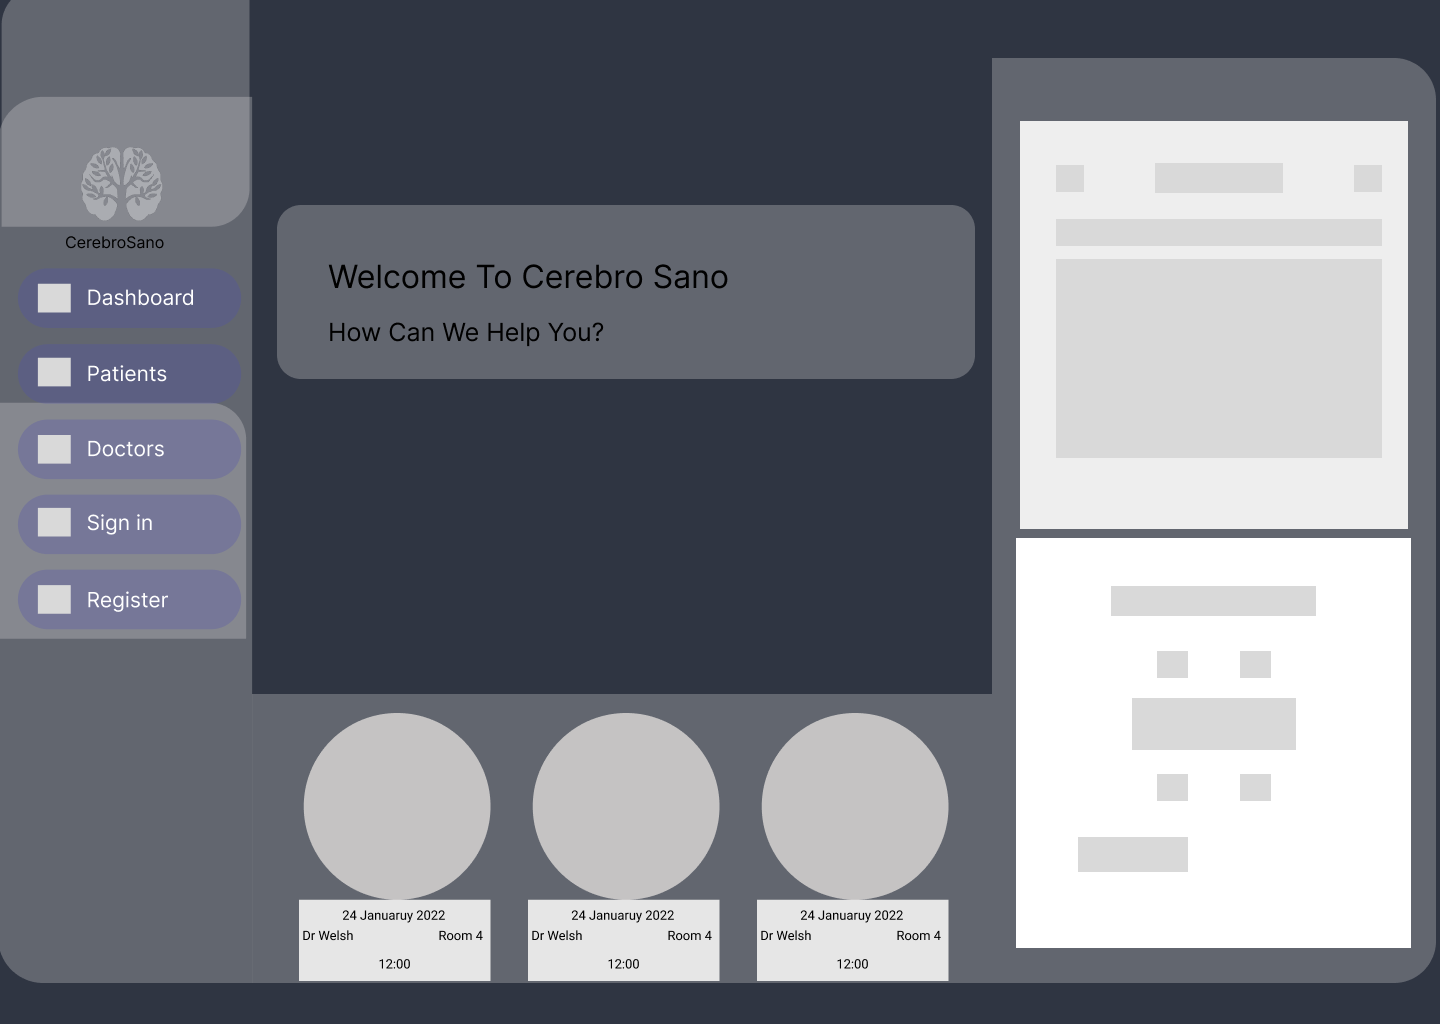 CerebroSano
Dashboard
Patients
Doctors
Sign in
Register
Welcome To Cerebro Sano
How Can We Help You?
24 Januaruy 2022
Dr Welsh Room 4
12:00
24 Januaruy 2022
Dr Welsh Room 4
12:00
24 Januaruy 2022
Dr Welsh Room 4
12:00